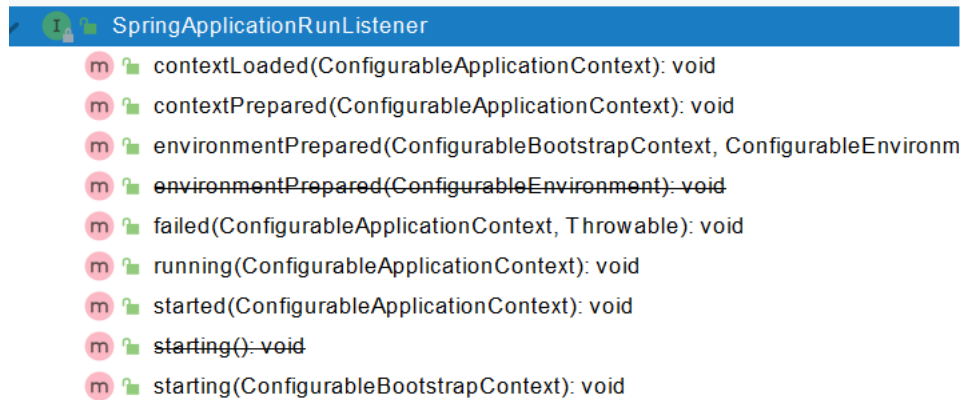 I SpringApplicationRunListener
m contextLoaded(ConfigurableApplicationContext): void
m contextPrepared(ConfigurableApplicationContext): void
m environmentPrepared(ConfigurableBootstrapContext, ConfigurableEnvironm
m environmentPrepared(ConfigurableEnvironment): void
m failed(ConfigurableApplicationContext, Throwable): void
m running(ConfigurableApplicationContext): void
m started(ConfigurableApplicationContext): void
m starting(): void
m starting(ConfigurableBootstrapContext): void